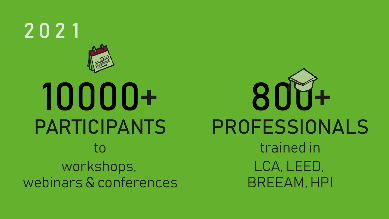 2021
10000+
PARTICIPANTS
to
workshops,
webinars & conferences
800+
PROFESSIONALS
trained in
LCA, LEED,
BREEAM, HPI